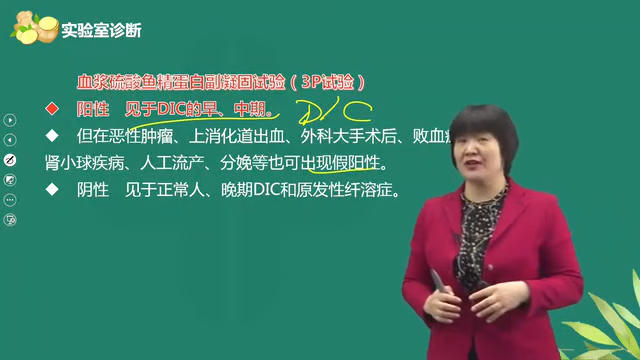 实验室诊断
血浆硫酸鱼精蛋白副凝固试验（3P试验）
阳性 见于DIC的早、中期。 DIC
但在恶性肿瘤、上消化道出血、外科大手术后、败血
肾小球疾病、人工流产、分娩等也可出现假阳性。
阴性 见于正常人、晚期DIC和原发性纤溶症。